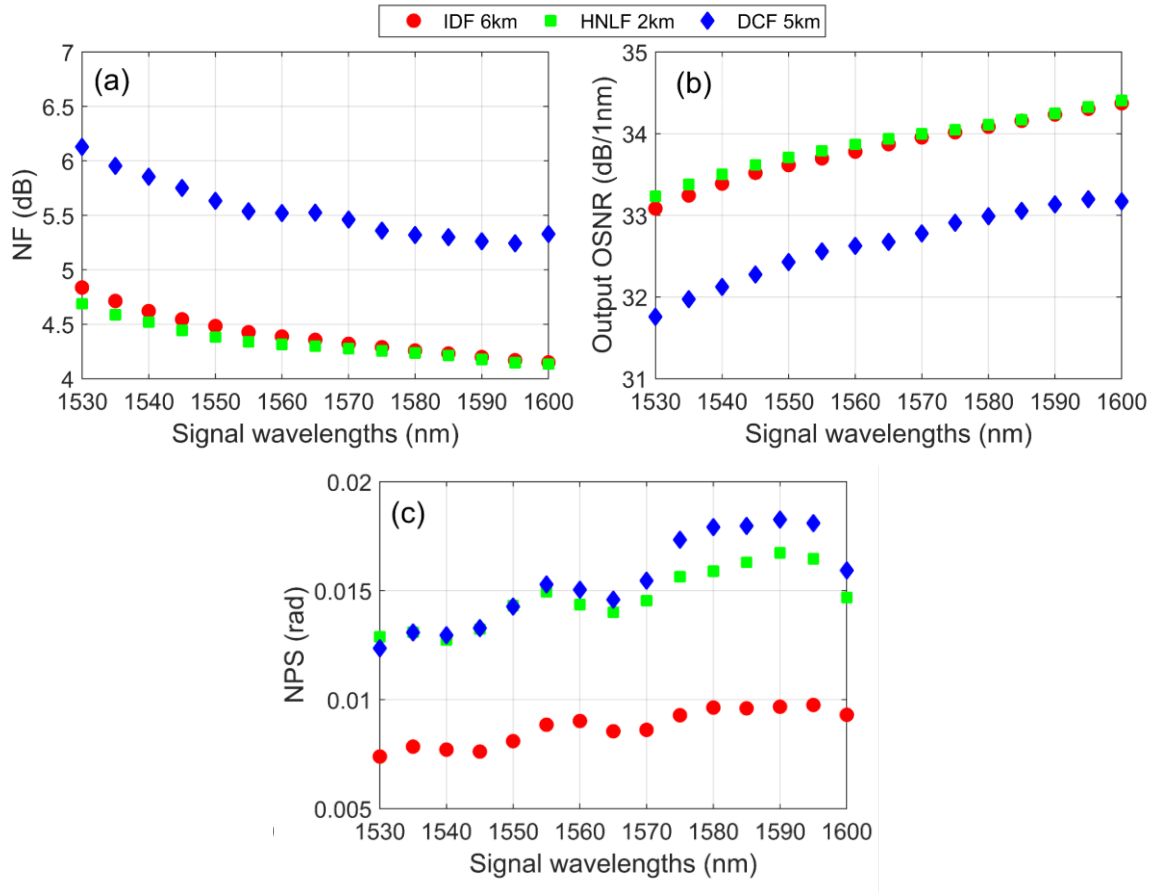 IDF 6km HNLF 2km DCF 5km
(a)
7
6.5
6
5.5
5
4.5
4
NF (dB)
1530 1540 1550 1560 1570 1580 1590 1600
Signal wavelengths (nm)
(b)
35
34
33
32
31
Output OSNR (dB/1nm)
1530 1540 1550 1560 1570 1580 1590 1600
Signal wavelengths (nm)
(c)
0.02
0.015
0.01
0.005
NPS (rad)
1530 1540 1550 1560 1570 1580 1590 1600
Signal wavelengths (nm)